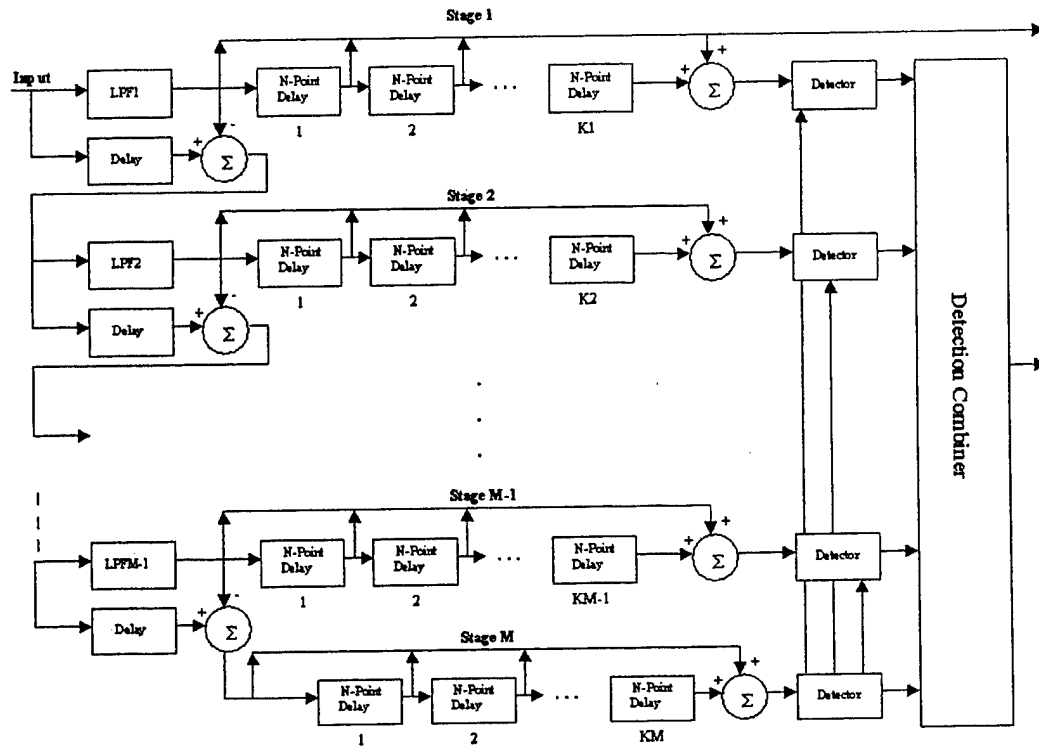 Stage 1
Input
LPF1
N-Point Delay
N-Point Delay
...
N-Point Delay
Σ
Detector
1
2
K1
Delay
Σ
Stage 2
LPF2
N-Point Delay
N-Point Delay
...
N-Point Delay
Σ
Detector
1
2
K2
Delay
Σ
Detection Combiner
Stage M-1
LPFM-1
N-Point Delay
N-Point Delay
...
N-Point Delay
Σ
Detector
1
2
KM-1
Delay
Σ
Stage M
N-Point Delay
N-Point Delay
...
N-Point Delay
Σ
Detector
1
2
KM